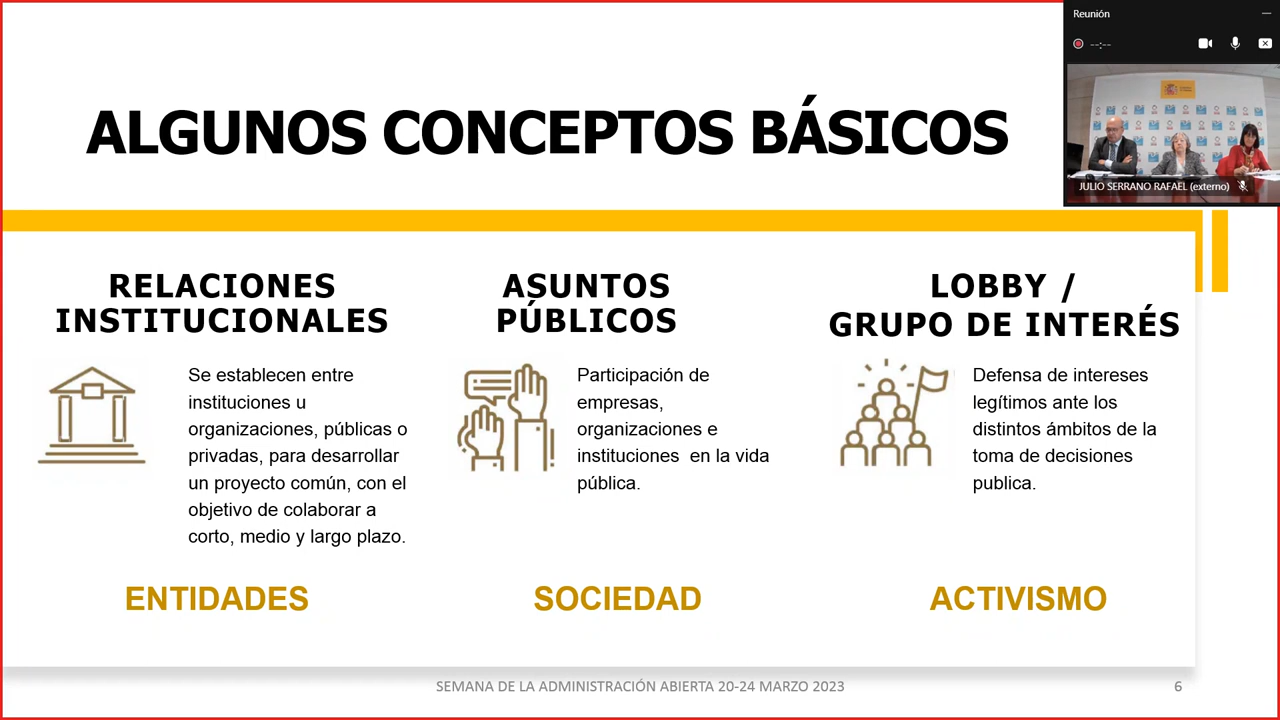 Reunión
--:--
JULIO SERRANO RAFAEL (externo)
ALGUNOS CONCEPTOS BÁSICOS
RELACIONES
INSTITUCIONALES
Se establecen entre
instituciones u
organizaciones, públicas o
privadas, para desarrollar
un proyecto común, con el
objetivo de colaborar a
corto, medio y largo plazo.
ENTIDADES
ASUNTOS
PÚBLICOS
Participación de
empresas,
organizaciones e
instituciones en la vida
pública.
SOCIEDAD
LOBBY /
GRUPO DE INTERÉS
Defensa de intereses
legítimos ante los
distintos ámbitos de la
toma de decisiones
publica.
ACTIVISMO
SEMANA DE LA ADMINISTRACIÓN ABIERTA 20-24 MARZO 2023
6